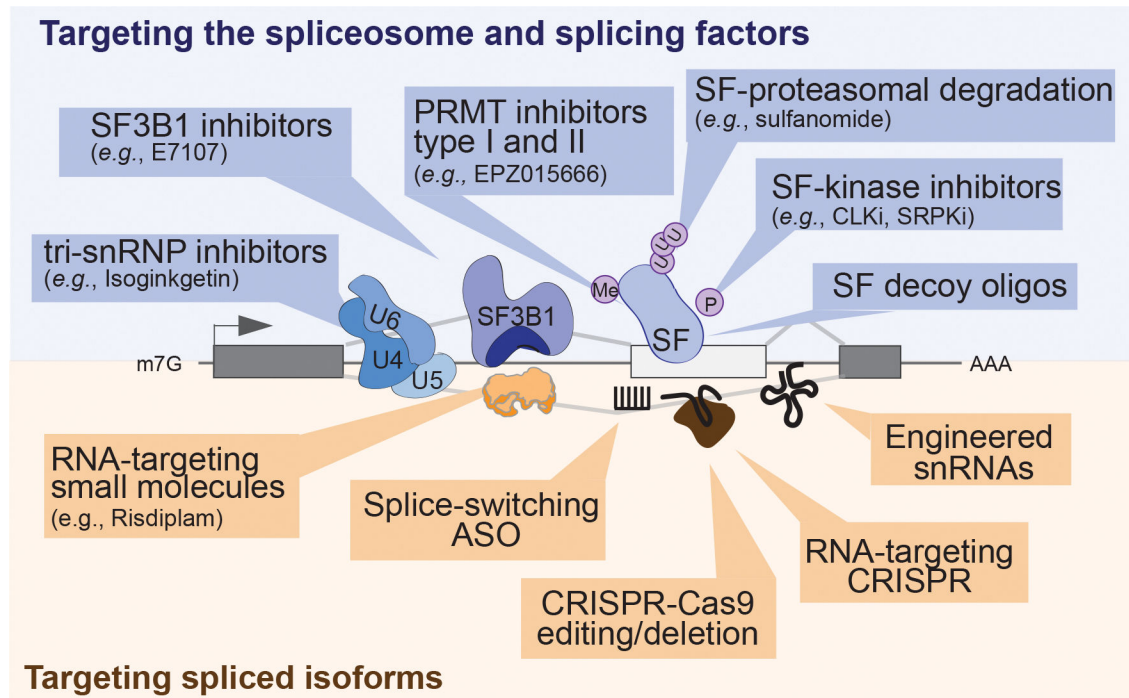 Targeting the spliceosome and splicing factors
SF3B1 inhibitors
(e.g., E7107)
PRMT inhibitors
type I and II
(e.g., EPZ015666)
SF-proteasomal degradation
(e.g., sulfanomide)
SF-kinase inhibitors
(e.g., CLKi, SRPKi)
tri-snRNP inhibitors
(e.g., Isoginkgetin)
SF decoy oligos
U
U
U
Me
P
U6
U4
U5
SF3B1
SF
m7G
AAA
RNA-targeting
small molecules
(e.g., Risdiplam)
Splice-switching
ASO
CRISPR-Cas9
editing/deletion
RNA-targeting
CRISPR
Engineered
snRNAs
Targeting spliced isoforms